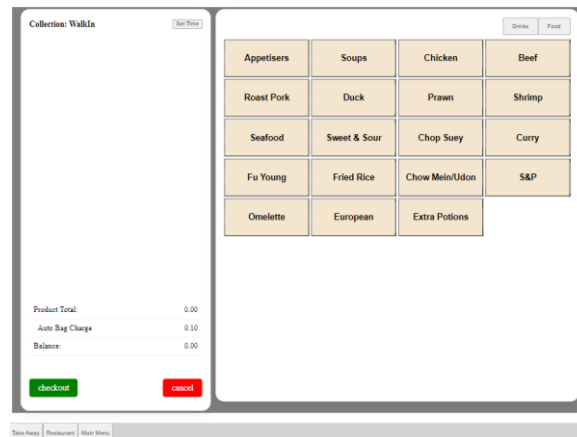 Collection: WalkIn
Set Time
Drinks Food
Appetisers Soups Chicken Beef
Roast Pork Duck Prawn Shrimp
Seafood Sweet & Sour Chop Suey Curry
Fu Young Fried Rice Chow Mein/Udon S&P
Omelette European Extra Potions
Product Total: 0.00
Auto Bag Charge 0.10
Balance: 0.00
checkout cancel
Take Away Restaurant Main Menu